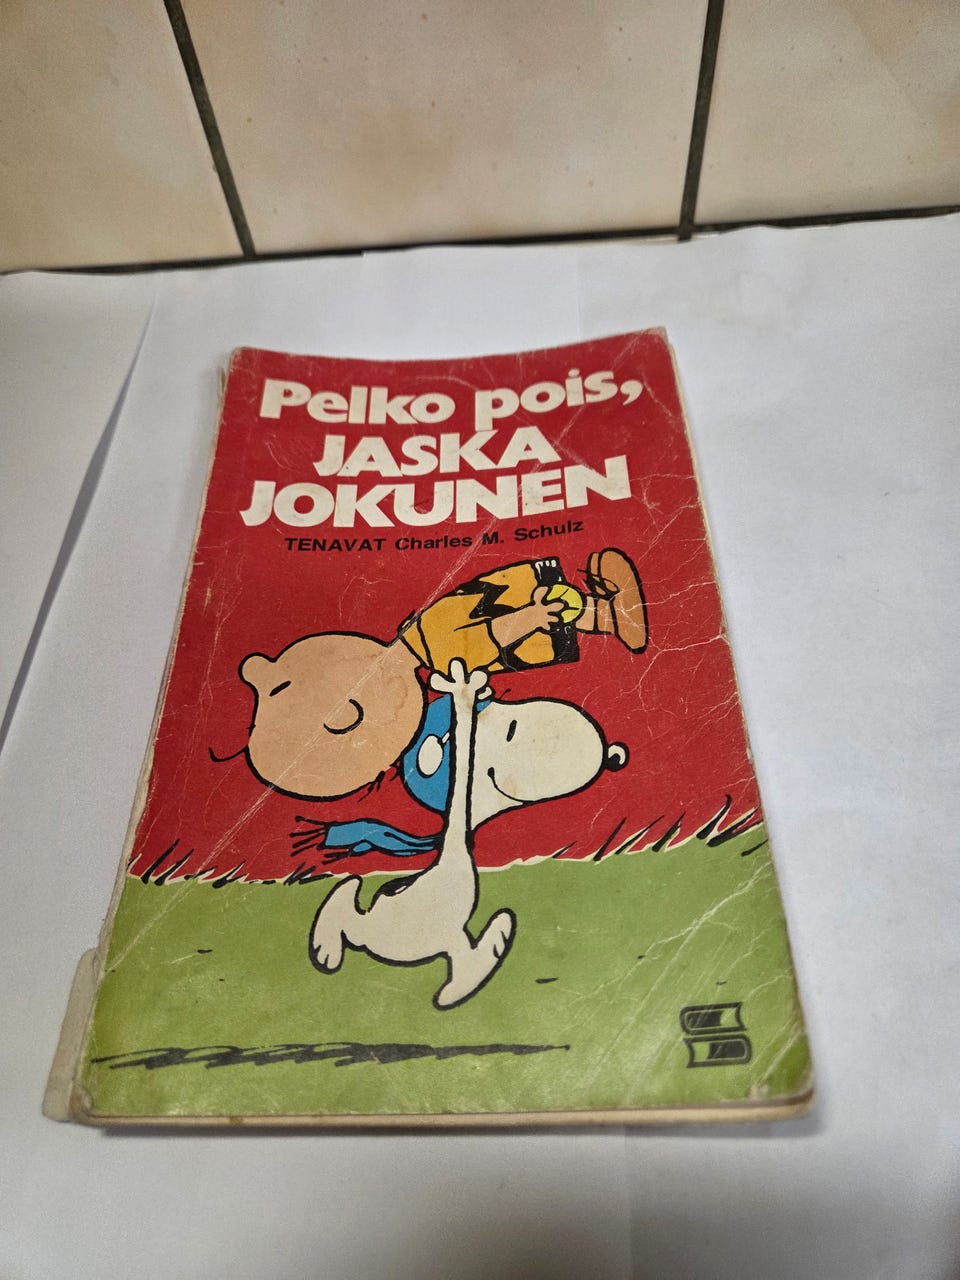 Pelko pois,
JASKA
JOKUNEN
TENAVAT Charles M. Schulz